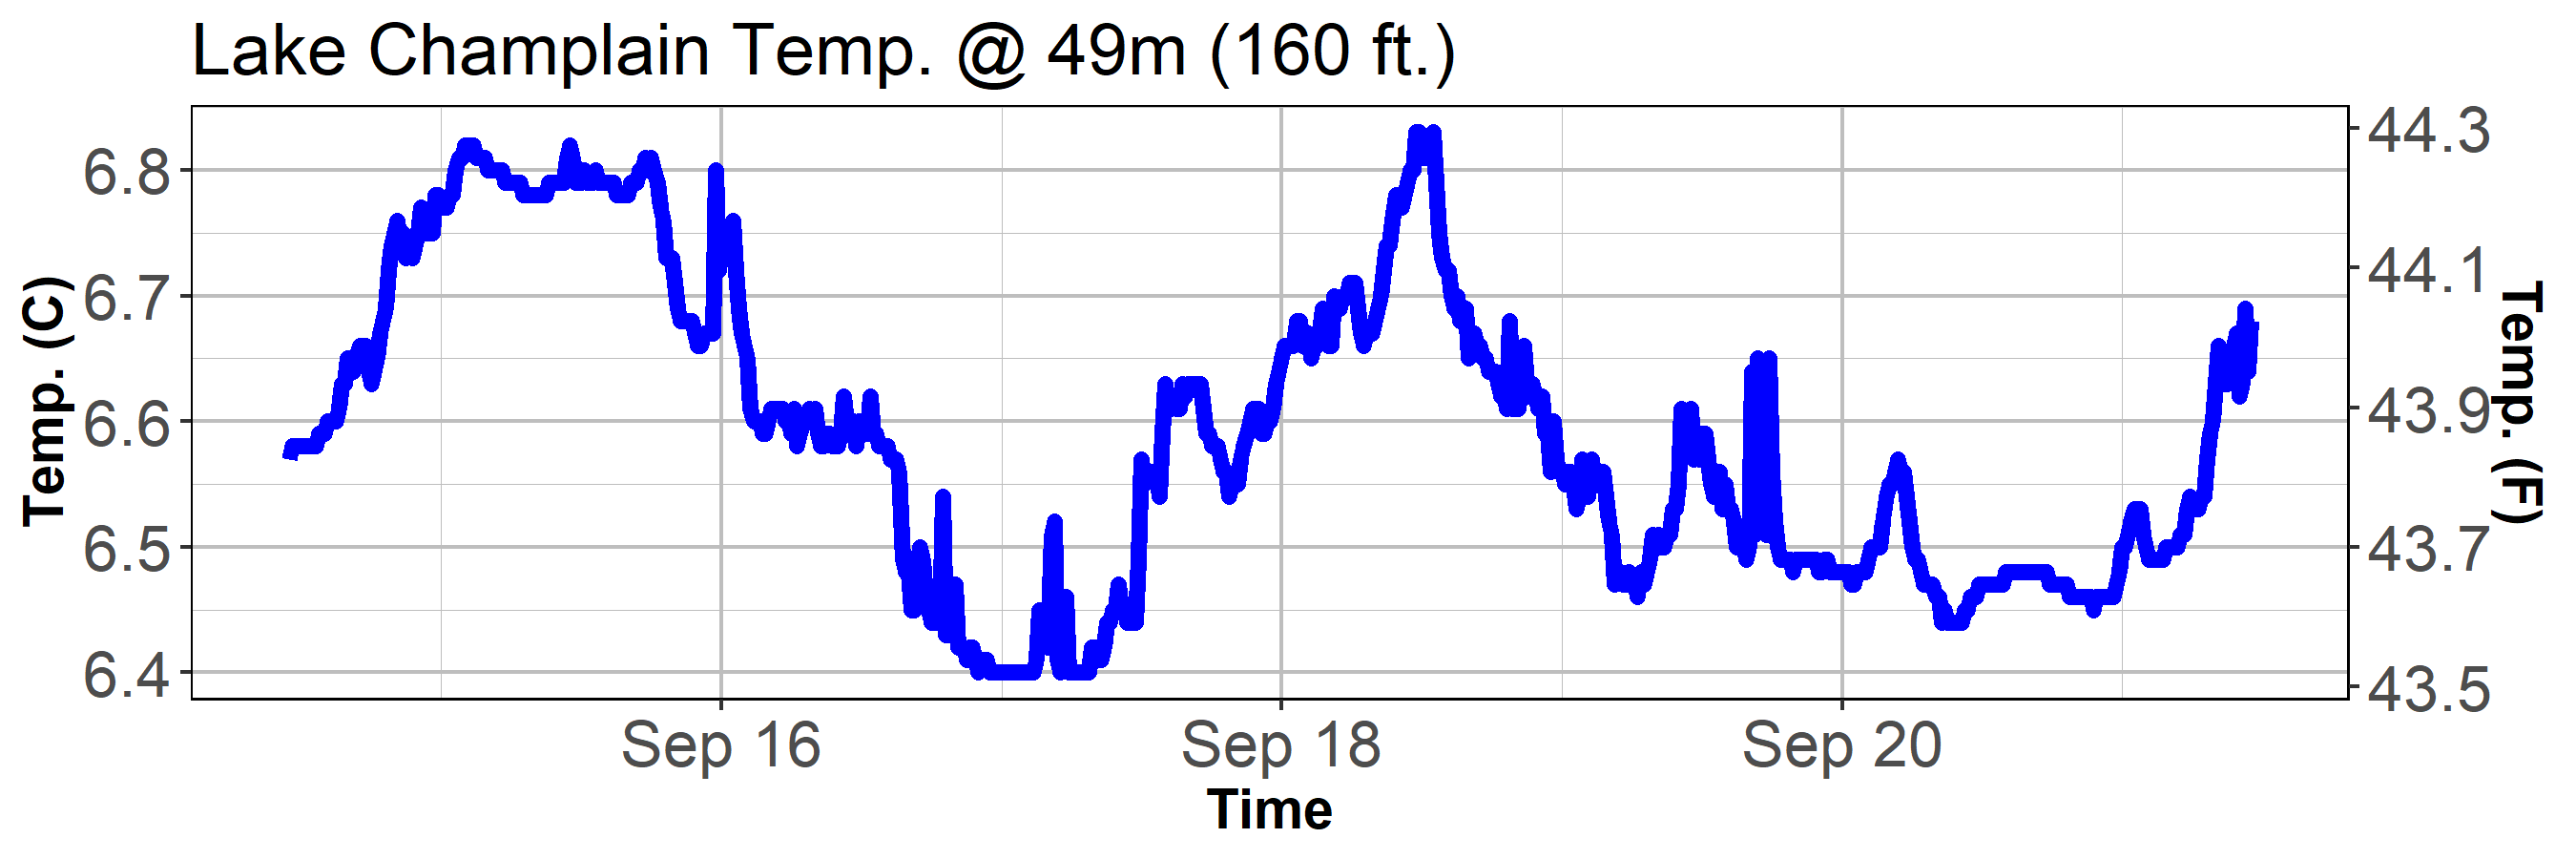 Lake Champlain Temp. @ 49m (160 ft.)
Temp. (C)
6.8
6.7
6.6
6.5
6.4
44.3
44.1
43.9
43.7
43.5
Temp. (F)
Sep 16
Sep 18
Sep 20
Time